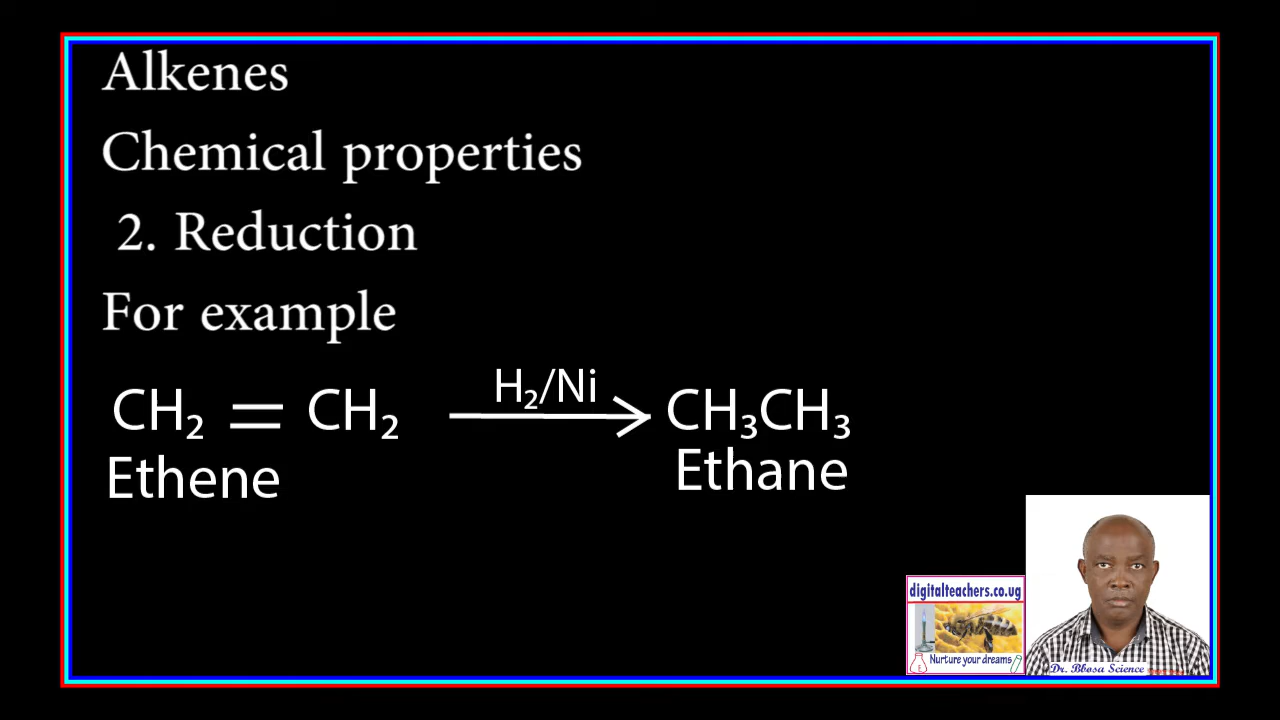 Alkenes
Chemical properties
2. Reduction
For example
CH₂ = CH₂ H₂/Ni CH₃CH₃
Ethene Ethane
digitalteachers.co.ug
Nurture your dreams
Dr. Bbosa Science